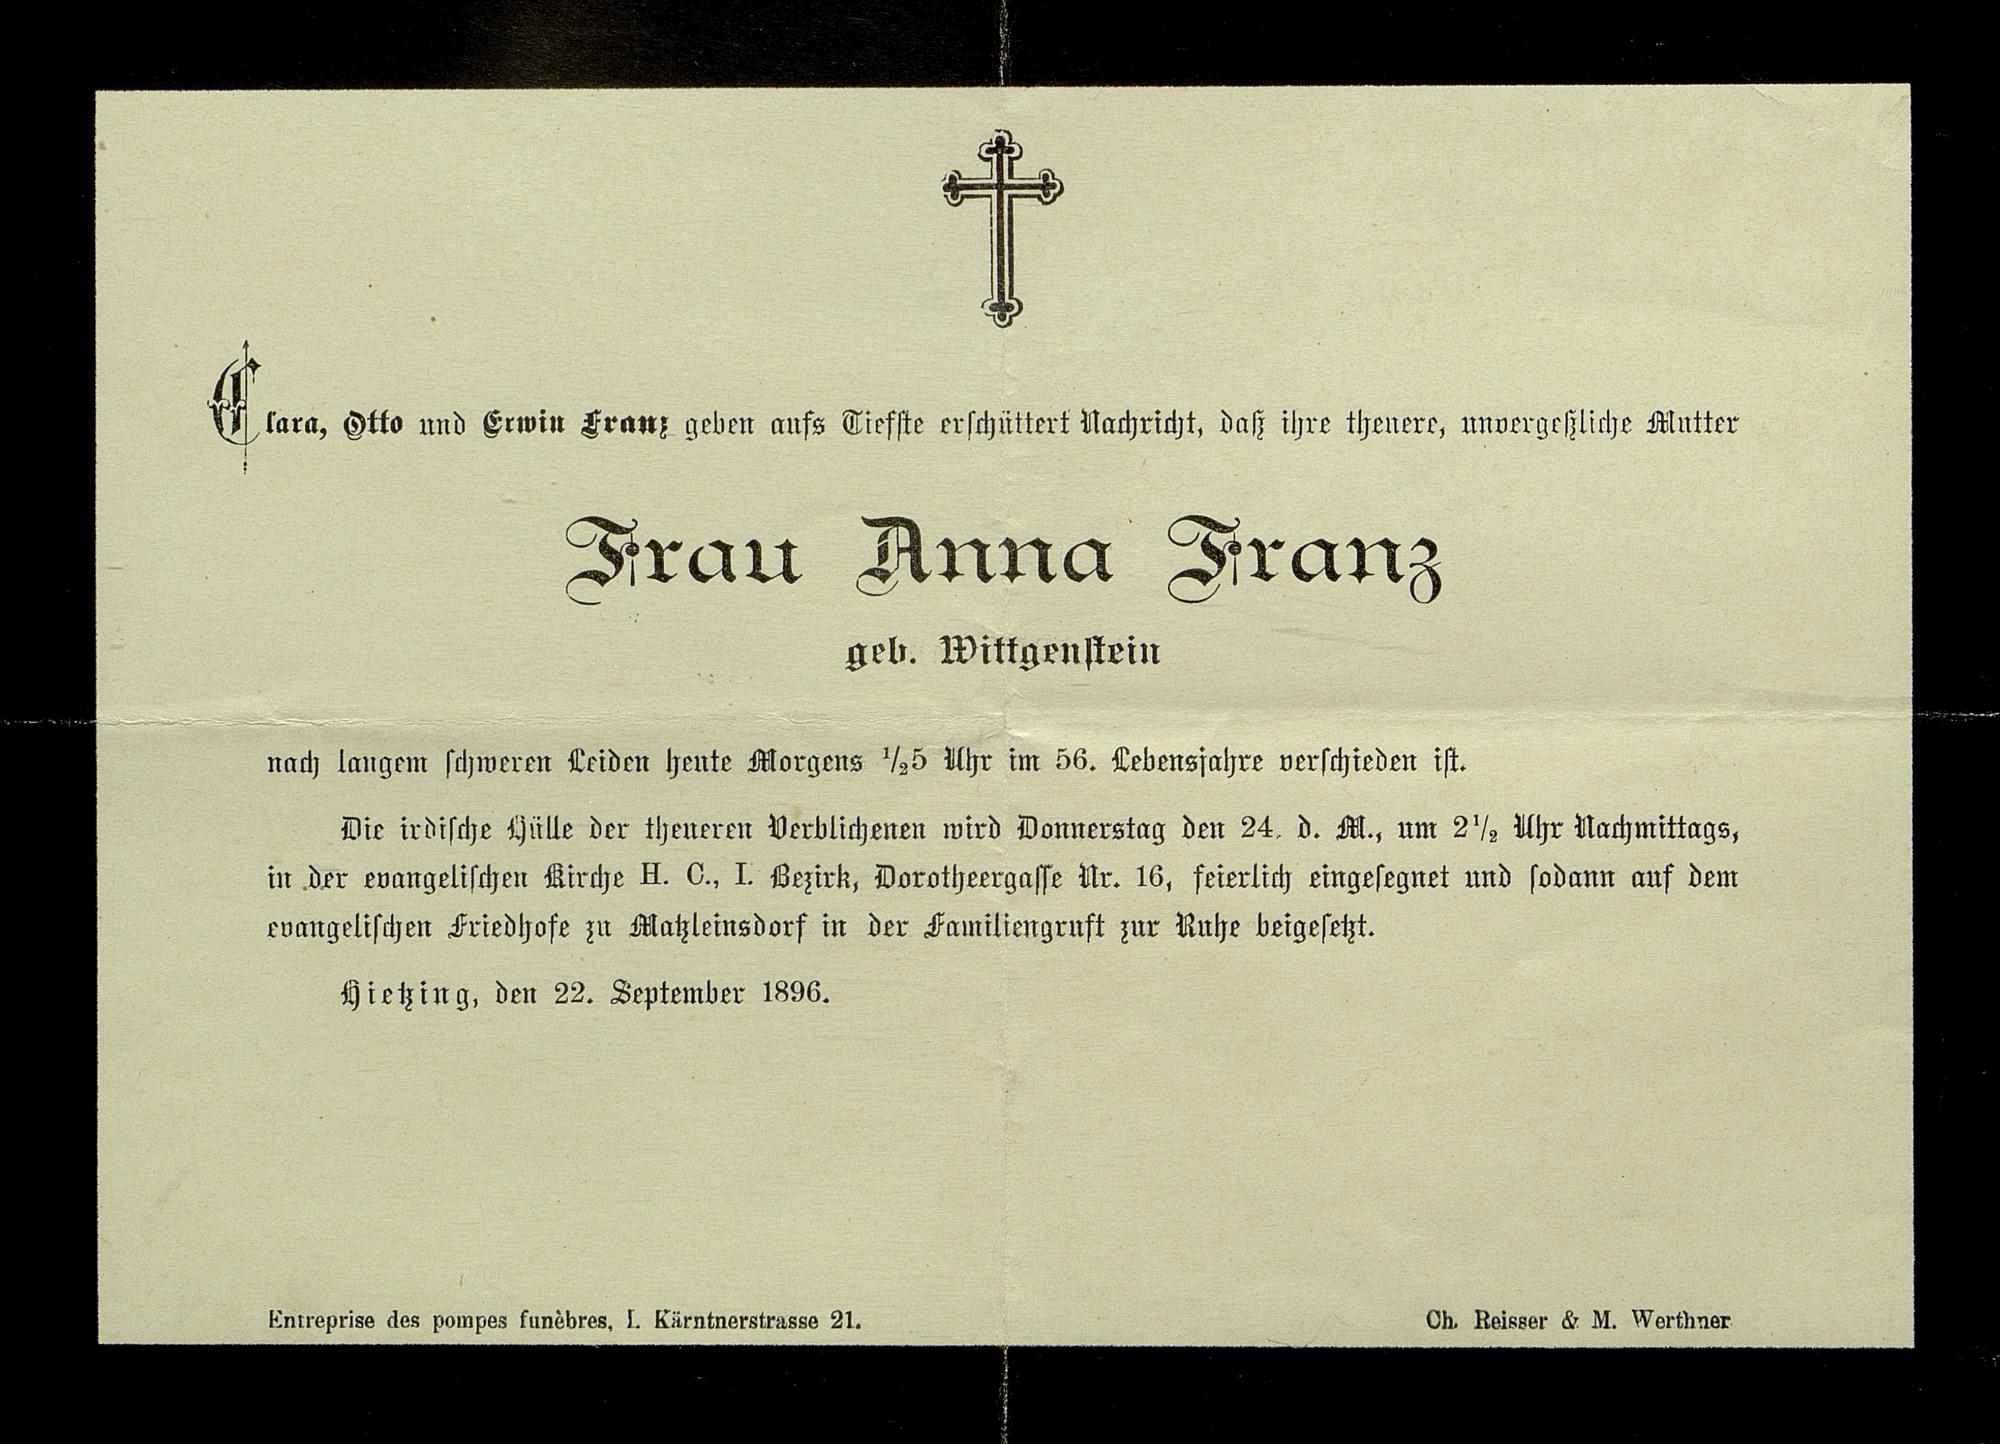 Clara, Otto und Erwin Franz geben aufs Tiefste erschüttert Nachricht, daß ihre theuere, unvergeßliche Mutter
Frau Anna Franz
geb. Wittgenstein
nach langem schweren Leiden heute Morgens ½5 Uhr im 56. Lebensjahre verschieden ist.
Die irdische Hülle der theueren Verblichenen wird Donnerstag den 24. d. M., um 2½ Uhr Nachmittags,
in der evangelischen Kirche H. C., I. Bezirk, Dorotheergasse Nr. 16, feierlich eingesegnet und sodann auf dem
evangelischen Friedhofe zu Matzleinsdorf in der Familiengruft zur Ruhe beigesetzt.
Hietzing, den 22. September 1896.
Entreprise des pompes funèbres, I. Kärntnerstrasse 21.
Ch. Reisser & M. Werthner